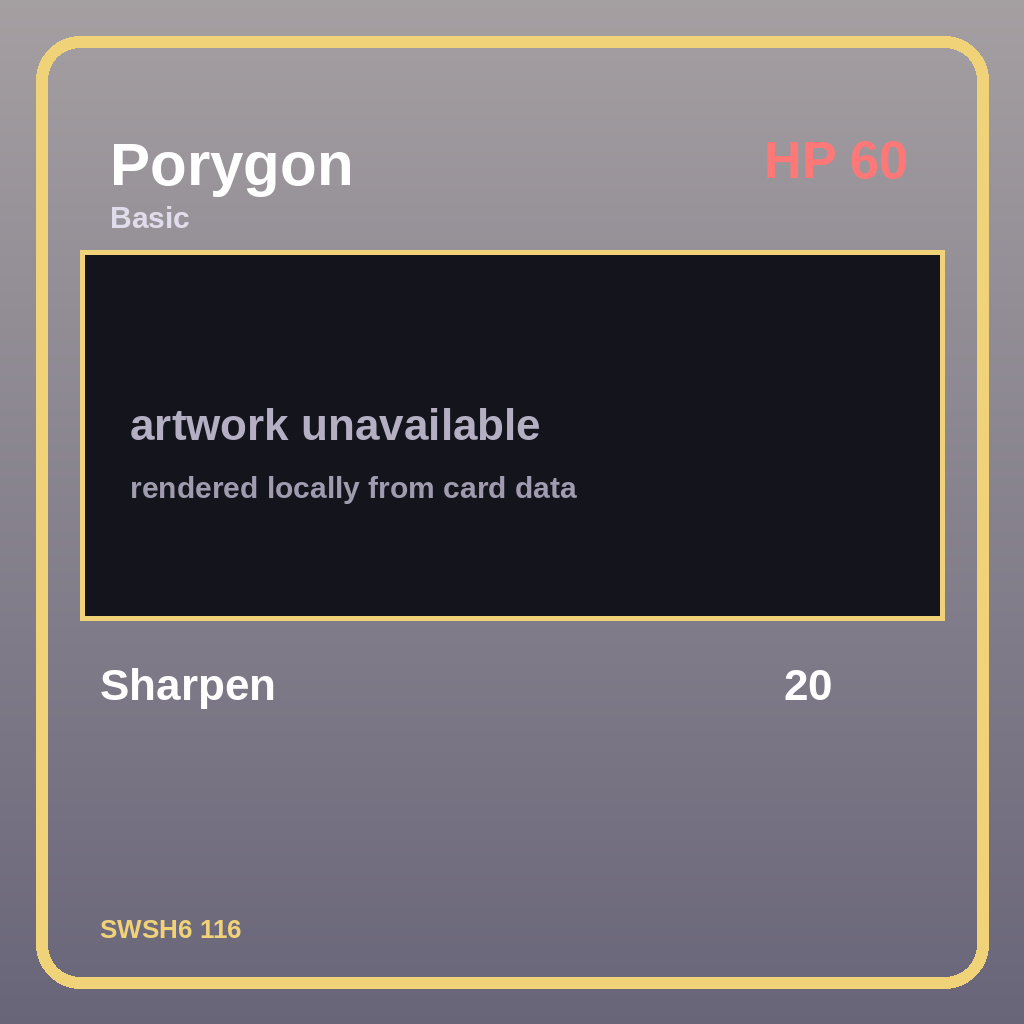 Porygon
HP 60
Basic
artwork unavailable
rendered locally from card data
Sharpen 20
SWSH6 116